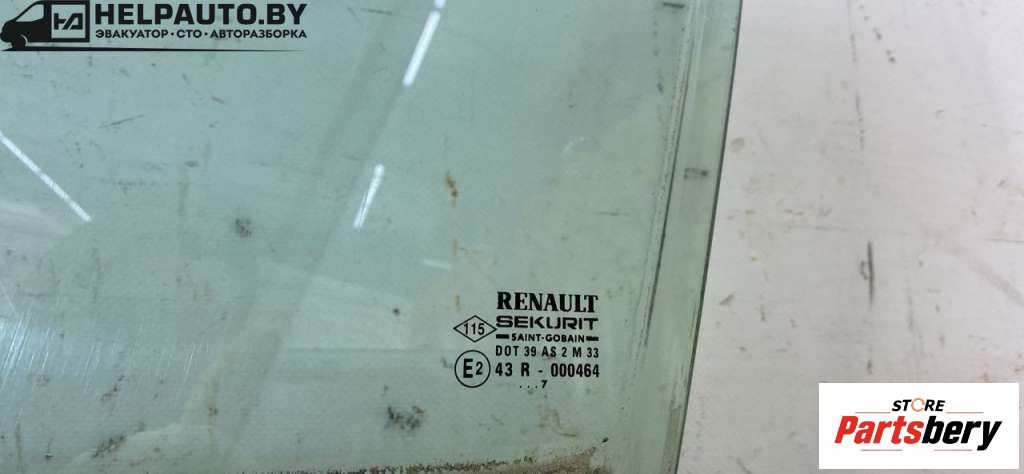 HELPAUTO.BY
ЭВАКУАТОР • СТО • АВТОРАЗБОРКА
RENAULT
115
SEKURIT
SAINT-GOBAIN
DOT 39 AS 2 M 33
E2 43 R - 000464
...7
STORE
Partsbery